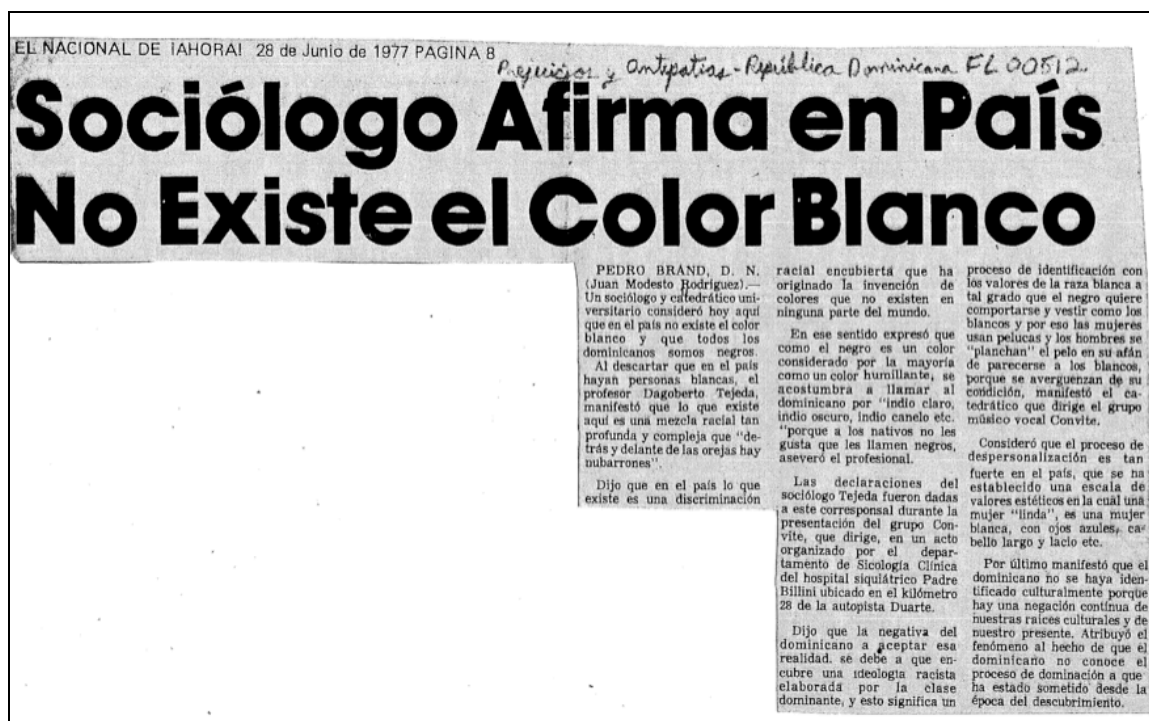 EL NACIONAL DE ¡AHORA! 28 de Junio de 1977 PAGINA 8
Prejuicios y Antipatías - República Dominicana FL 00512
Sociólogo Afirma en País
No Existe el Color Blanco
PEDRO BRAND, D. N.
(Juan Modesto Rodríguez).—
Un sociólogo y catedrático uni-
versitario consideró hoy aquí
que en el país no existe el color
blanco y que todos los
dominicanos somos negros.
Al descartar que en el país
hayan personas blancas, el
profesor Dagoberto Tejeda,
manifestó que lo que existe
aquí es una mezcla racial tan
profunda y compleja que "de-
trás y delante de las orejas hay
nubarrones".
Dijo que en el país lo que
existe es una discriminación
racial encubierta que ha
originado la invención de
colores que no existen en
ninguna parte del mundo.
En ese sentido expresó que
como el negro es un color
considerado por la mayoría
como un color humillante, se
acostumbra a llamar al
dominicano por "indio claro,
indio oscuro, indio canelo etc.
"porque a los nativos no les
gusta que les llamen negros,
aseveró el profesional.
Las declaraciones del
sociólogo Tejeda fueron dadas
a este corresponsal durante la
presentación del grupo Con-
vite, que dirige, en un acto
organizado por el depar-
tamento de Sicología Clínica
del hospital siquiátrico Padre
Billini ubicado en el kilómetro
28 de la autopista Duarte.
Dijo que la negativa del
dominicano a aceptar esa
realidad. se debe a que en-
cubre una ideología racista
elaborada por la clase
dominante, y esto significa un
proceso de identificación con
los valores de la raza blanca a
tal grado que el negro quiere
comportarse y vestir como los
blancos y por eso las mujeres
usan pelucas y los hombres se
"planchan" el pelo en su afán
de parecerse a los blancos,
porque se averguenzan de su
condición, manifestó el ca-
tedrático que dirige el grupo
músico vocal Convite.
Consideró que el proceso de
despersonalización es tan
fuerte en el país, que se ha
establecido una escala de
valores estéticos en la cual una
mujer "linda", es una mujer
blanca, con ojos azules, ca-
bello largo y lacio etc.
Por último manifestó que el
dominicano no se haya iden-
tificado culturalmente porque
hay una negación contínua de
nuestras raíces culturales y de
nuestro presente. Atribuyó el
fenómeno al hecho de que el
dominicano no conoce el
proceso de dominación a que
ha estado sometido desde la
época del descubrimiento.